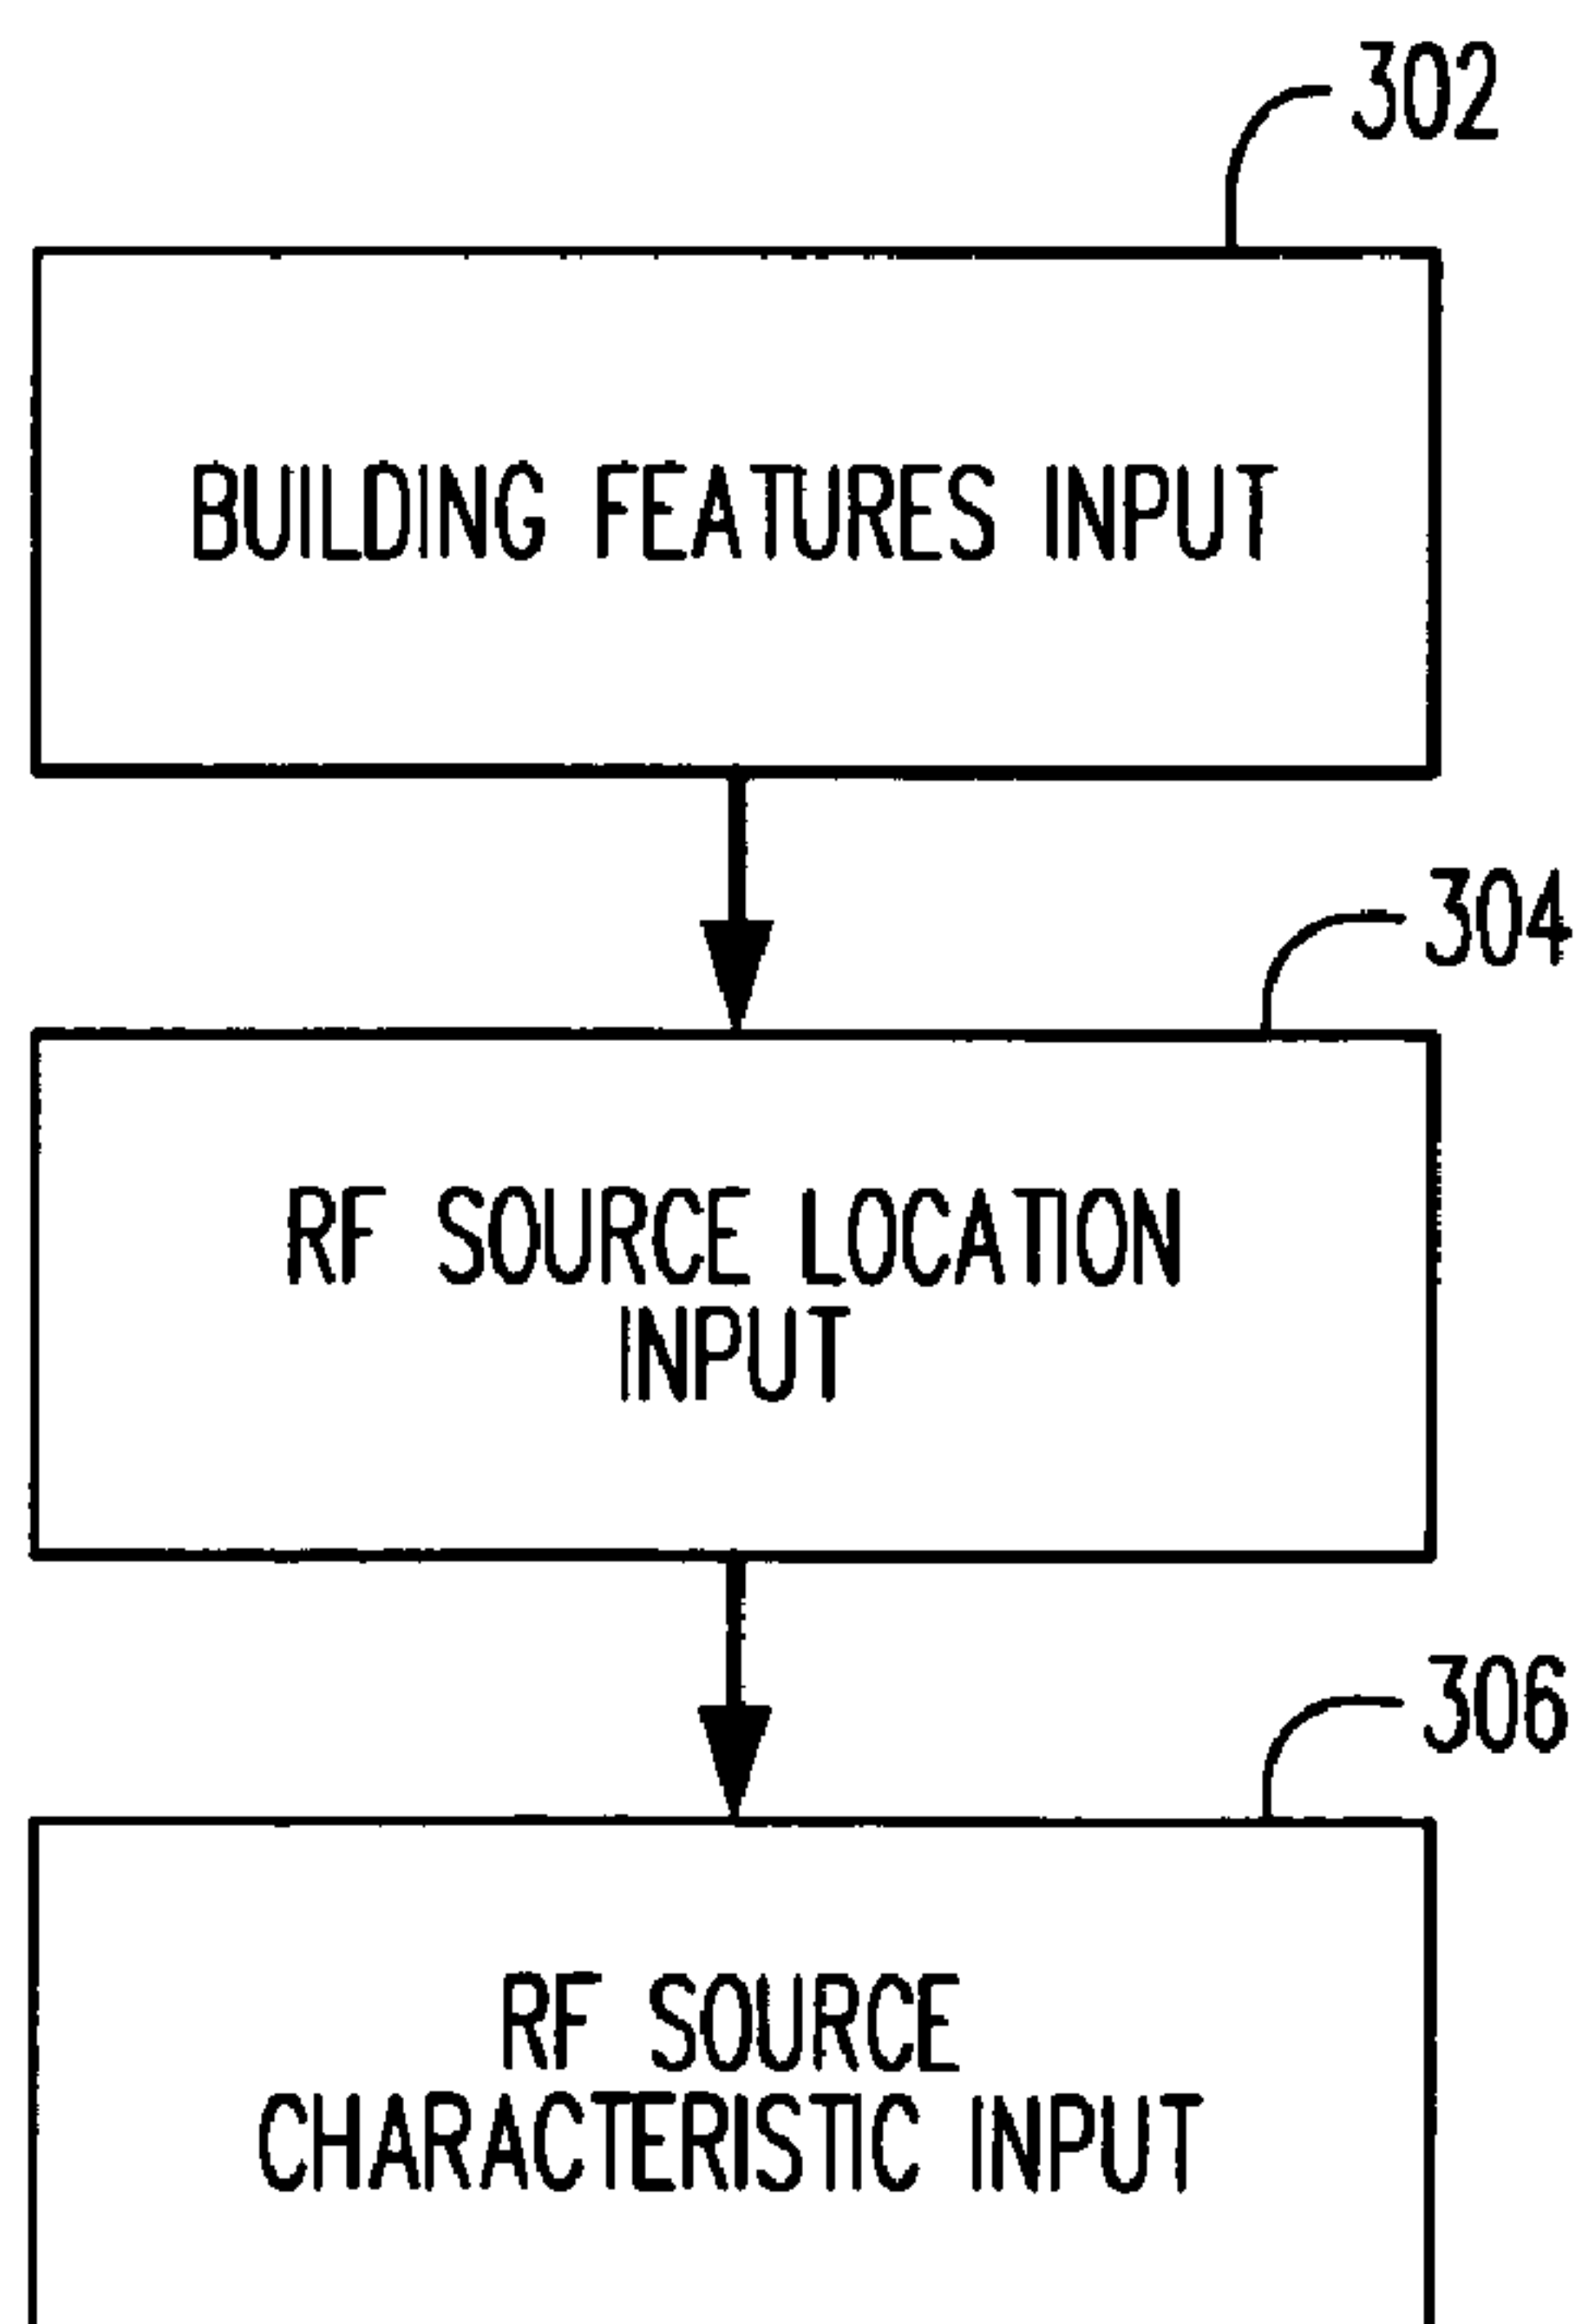 302
BUILDING FEATURES INPUT
304
RF SOURCE LOCATION
INPUT
306
RF SOURCE
CHARACTERISTIC INPUT